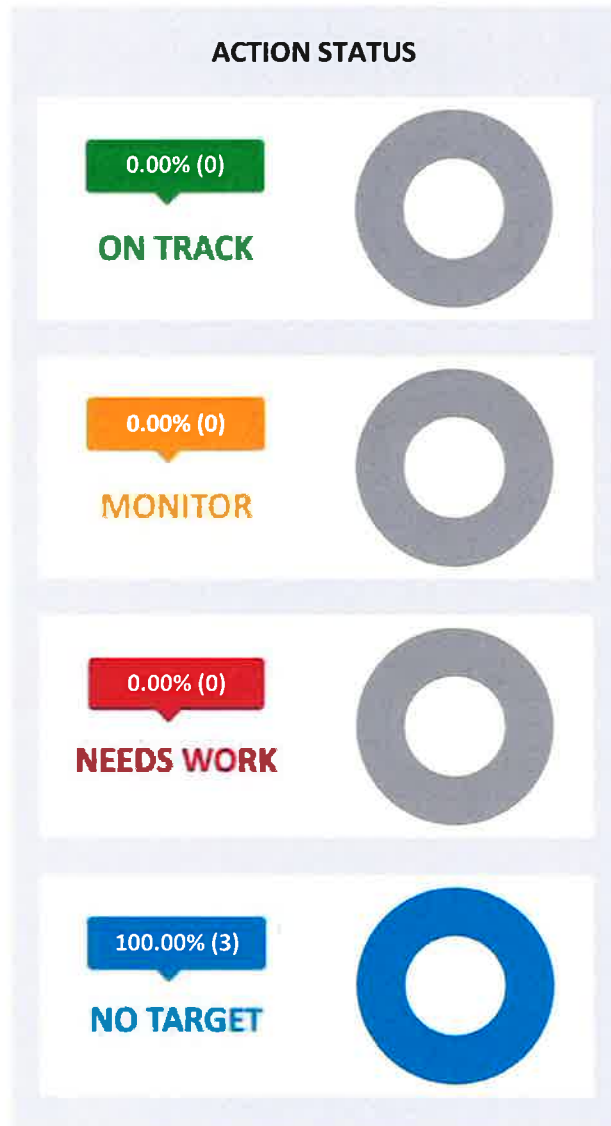 ACTION STATUS
0.00% (0)
ON TRACK
0.00% (0)
MONITOR
0.00% (0)
NEEDS WORK
100.00% (3)
NO TARGET